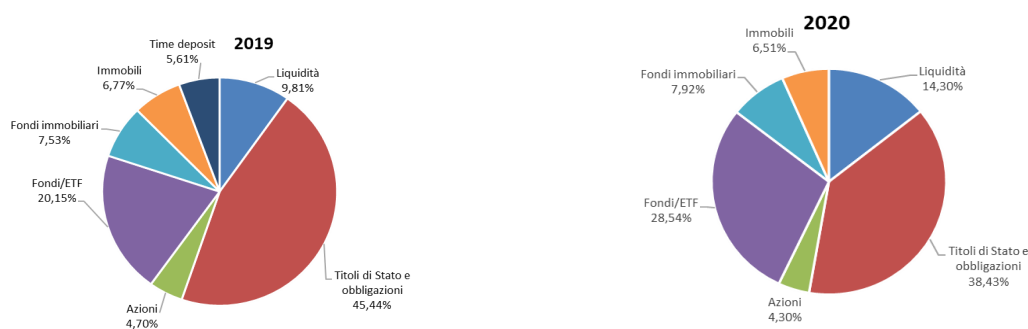 2019
Time deposit
5,61%
Liquidità
9,81%
Immobili
6,77%
Fondi immobiliari
7,53%
Fondi/ETF
20,15%
Azioni
4,70%
Titoli di Stato e
obbligazioni
45,44%
2020
Immobili
6,51%
Liquidità
14,30%
Fondi immobiliari
7,92%
Fondi/ETF
28,54%
Azioni
4,30%
Titoli di Stato e
obbligazioni
38,43%